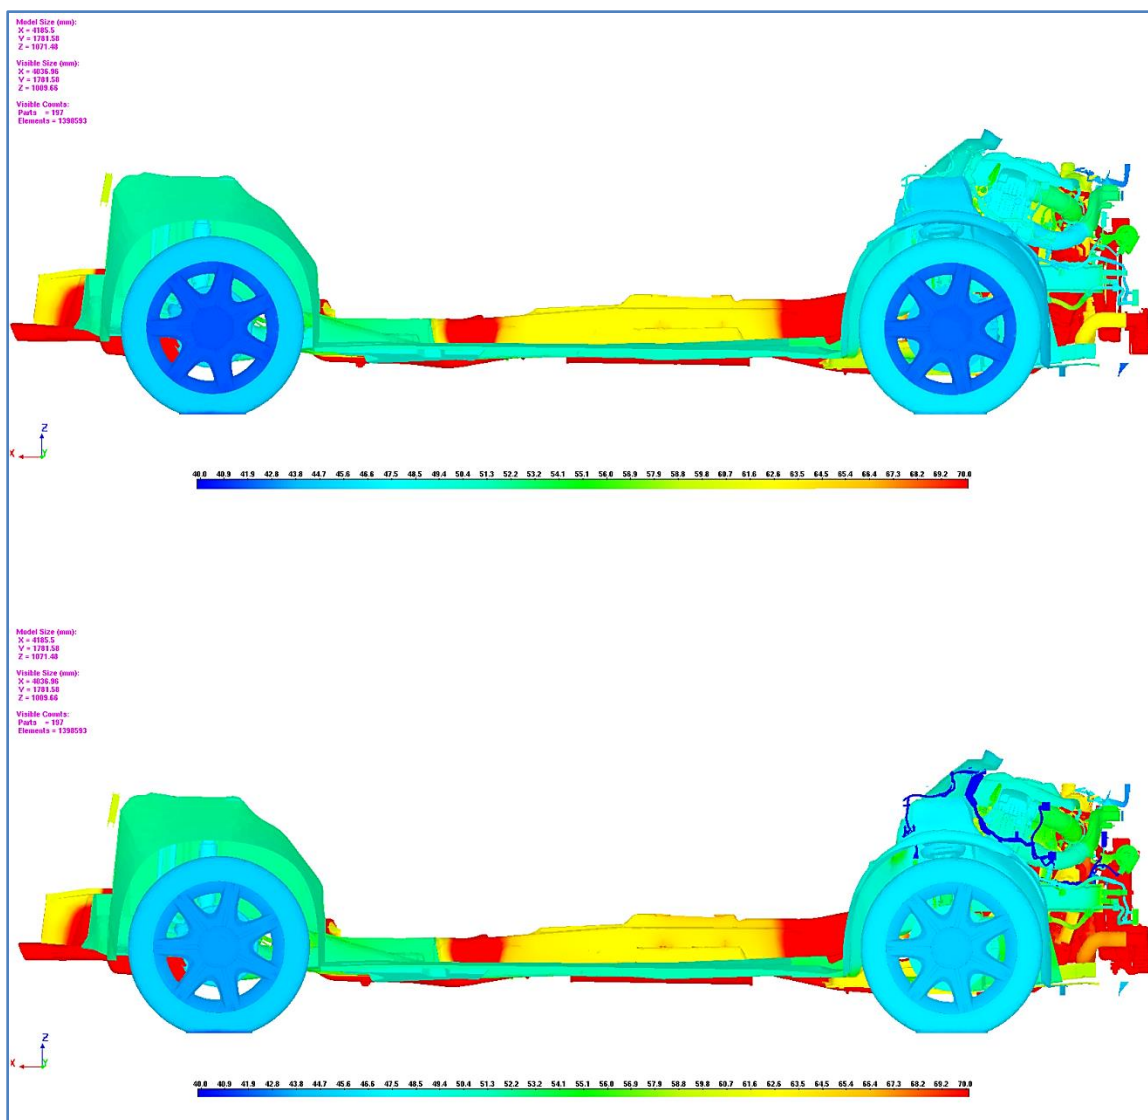 Model Size (mm):
X = 4185.5
Y = 1781.58
Z = 1071.48
Visible Size (mm):
X = 4036.96
Y = 1781.58
Z = 1009.66
Visible Counts:
Parts = 197
Elements = 1398593
Z
X
Y
40.0 40.9 41.9 42.8 43.8 44.7 45.6 46.6 47.5 48.5 49.4 50.4 51.3 52.2 53.2 54.1 55.1 56.0 56.9 57.9 58.8 59.8 60.7 61.6 62.6 63.5 64.5 65.4 66.4 67.3 68.2 69.2 70.0
Model Size (mm):
X = 4185.5
Y = 1781.58
Z = 1071.48
Visible Size (mm):
X = 4036.96
Y = 1781.58
Z = 1009.66
Visible Counts:
Parts = 197
Elements = 1398593
Z
X
Y
40.0 40.9 41.9 42.8 43.8 44.7 45.6 46.6 47.5 48.5 49.4 50.4 51.3 52.2 53.2 54.1 55.1 56.0 56.9 57.9 58.8 59.8 60.7 61.6 62.6 63.5 64.5 65.4 66.4 67.3 68.2 69.2 70.0